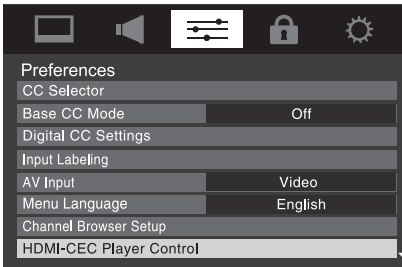 Preferences
CC Selector
Base CC Mode Off
Digital CC Settings
Input Labeling
AV Input Video
Menu Language English
Channel Browser Setup
HDMI-CEC Player Control